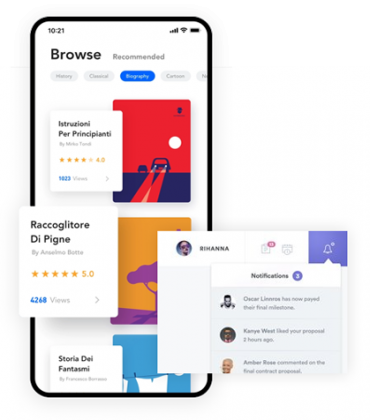 10:21
Browse
Recommended
History
Classical
Biography
Cartoon
Istruzioni
Per Principianti
By Mirko Tondi
4.0
1023 Views
Raccoglitore
Di Pigne
By Anselmo Botte
5.0
4268 Views
Storia Dei
Fantasmi
By Francesco Borrasso
RIHANNA
Notifications 3
Oscar Lionres has now payed
their final milestone.
Kanye West liked your proposal
2 hours ago.
Amber Rose commented on the
final contract proposal.